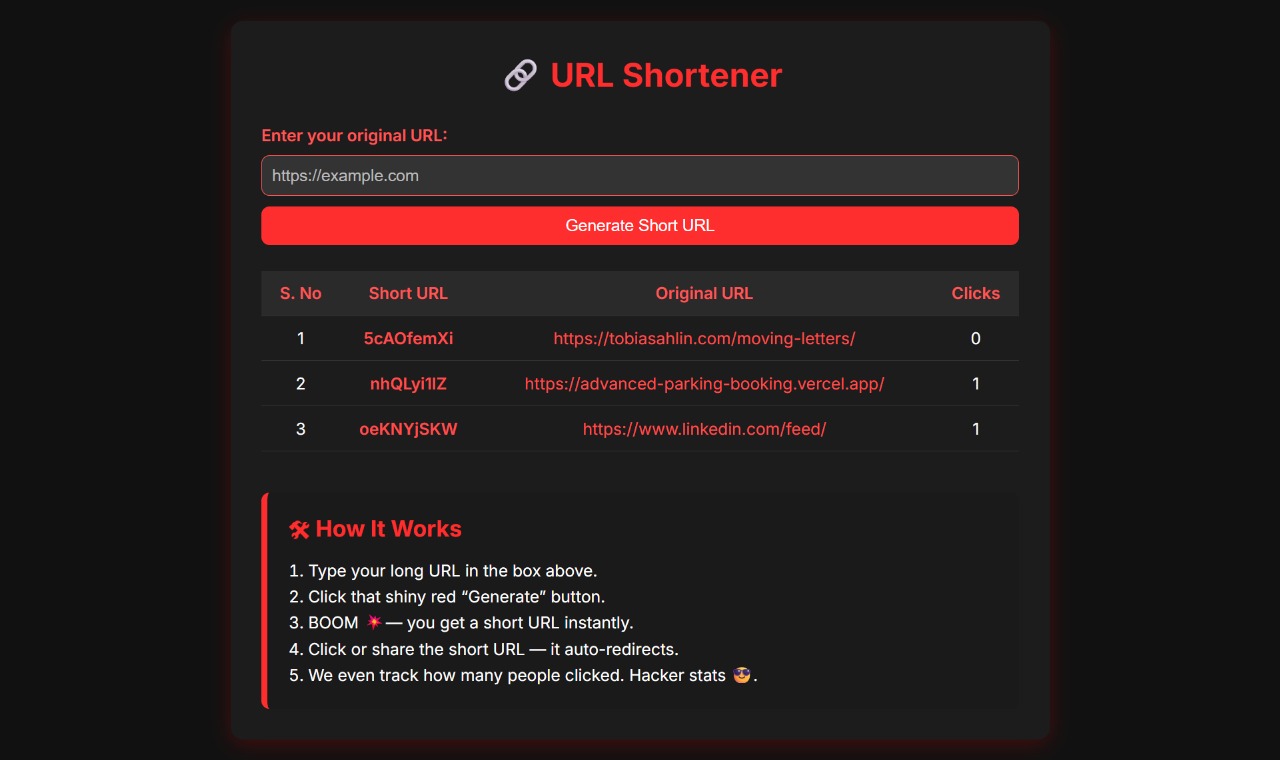 🔗 URL Shortener
Enter your original URL:
https://example.com
Generate Short URL
S. No Short URL Original URL Clicks
1 5cAOfemXi https://tobiasahlin.com/moving-letters/ 0
2 nhQLyi1lZ https://advanced-parking-booking.vercel.app/ 1
3 oeKNYjSKW https://www.linkedin.com/feed/ 1
🛠 How It Works
1. Type your long URL in the box above.
2. Click that shiny red “Generate” button.
3. BOOM 💥 — you get a short URL instantly.
4. Click or share the short URL — it auto-redirects.
5. We even track how many people clicked. Hacker stats 😎.